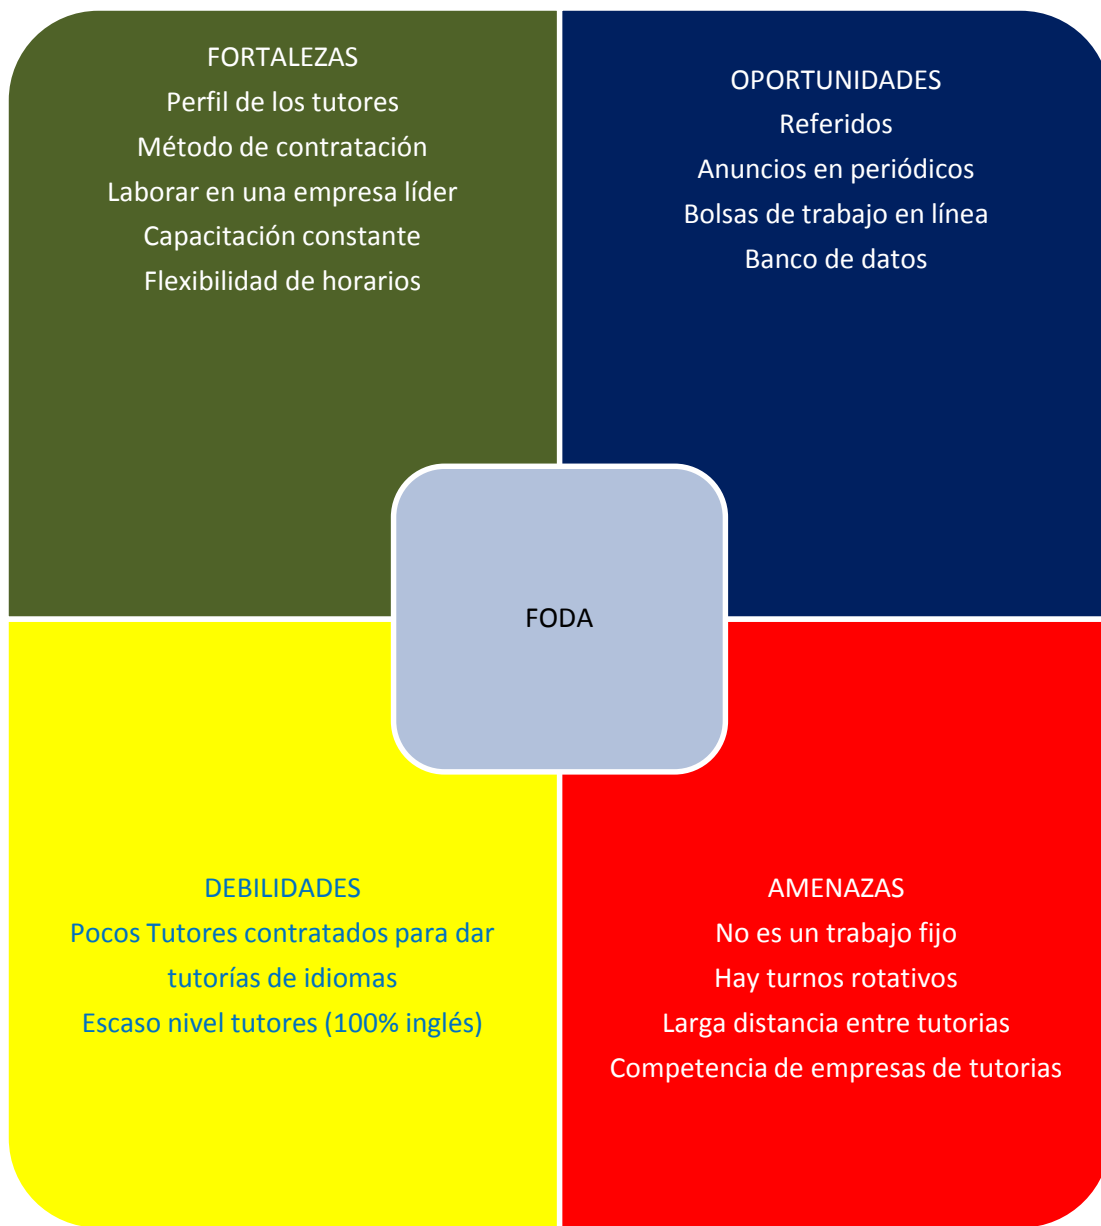 FORTALEZAS
Perfil de los tutores
Método de contratación
Laborar en una empresa líder
Capacitación constante
Flexibilidad de horarios
OPORTUNIDADES
Referidos
Anuncios en periódicos
Bolsas de trabajo en línea
Banco de datos
FODA
DEBILIDADES
Pocos Tutores contratados para dar
tutorías de idiomas
Escaso nivel tutores (100% inglés)
AMENAZAS
No es un trabajo fijo
Hay turnos rotativos
Larga distancia entre tutorias
Competencia de empresas de tutorias